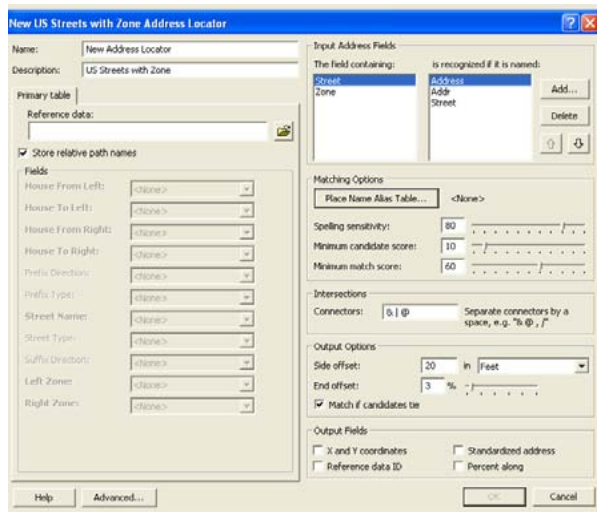 New US Streets with Zone Address Locator
Name: New Address Locator
Description: US Streets with Zone
Primary table
Reference data:
Store relative path names
Fields
House From Left: <None>
House To Left: <None>
House From Right: <None>
House To Right: <None>
Prefix Direction: <None>
Prefix Type: <None>
Street Name: <None>
Street Type: <None>
Suffix Direction: <None>
Left Zone: <None>
Right Zone: <None>
Help Advanced...
Input Address Fields
The field containing: is recognized if it is named:
Street Address
Zone Addr
Street
Add...
Delete
Matching Options
Place Name Alias Table... <None>
Spelling sensitivity: 80
Minimum candidate score: 10
Minimum match score: 60
Intersections
Connectors: & | @ Separate connectors by a
space, e.g. "& @ , /"
Output Options
Side offset: 20 in Feet
End offset: 3 %
Match if candidates tie
Output Fields
X and Y coordinates Standardized address
Reference data ID Percent along
OK Cancel